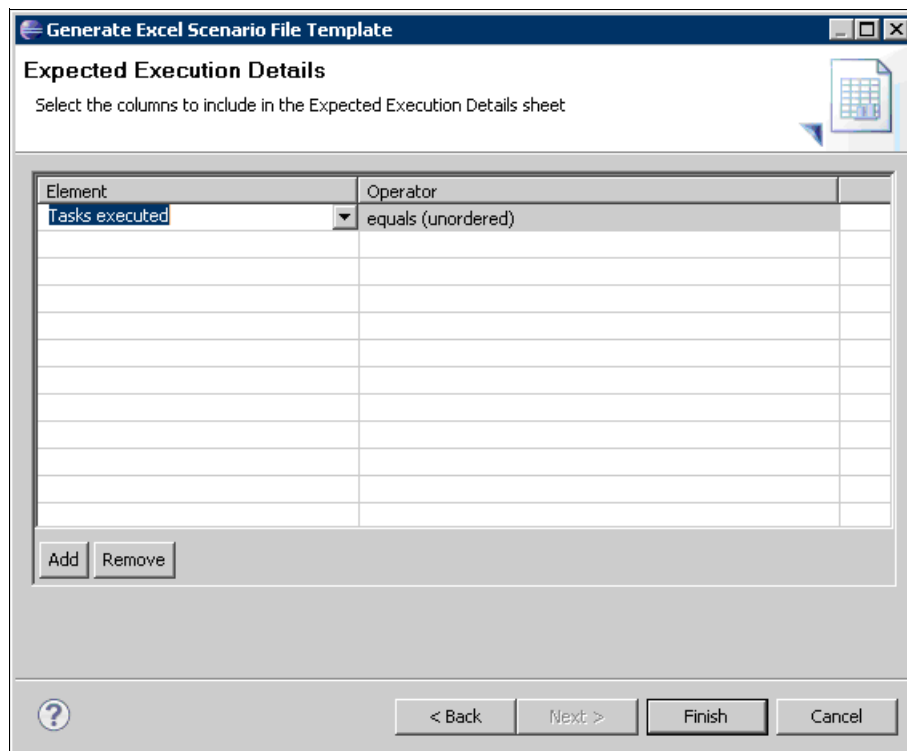 Generate Excel Scenario File Template
Expected Execution Details
Select the columns to include in the Expected Execution Details sheet
Element Operator
Tasks executed equals (unordered)
Add Remove
? < Back Next > Finish Cancel